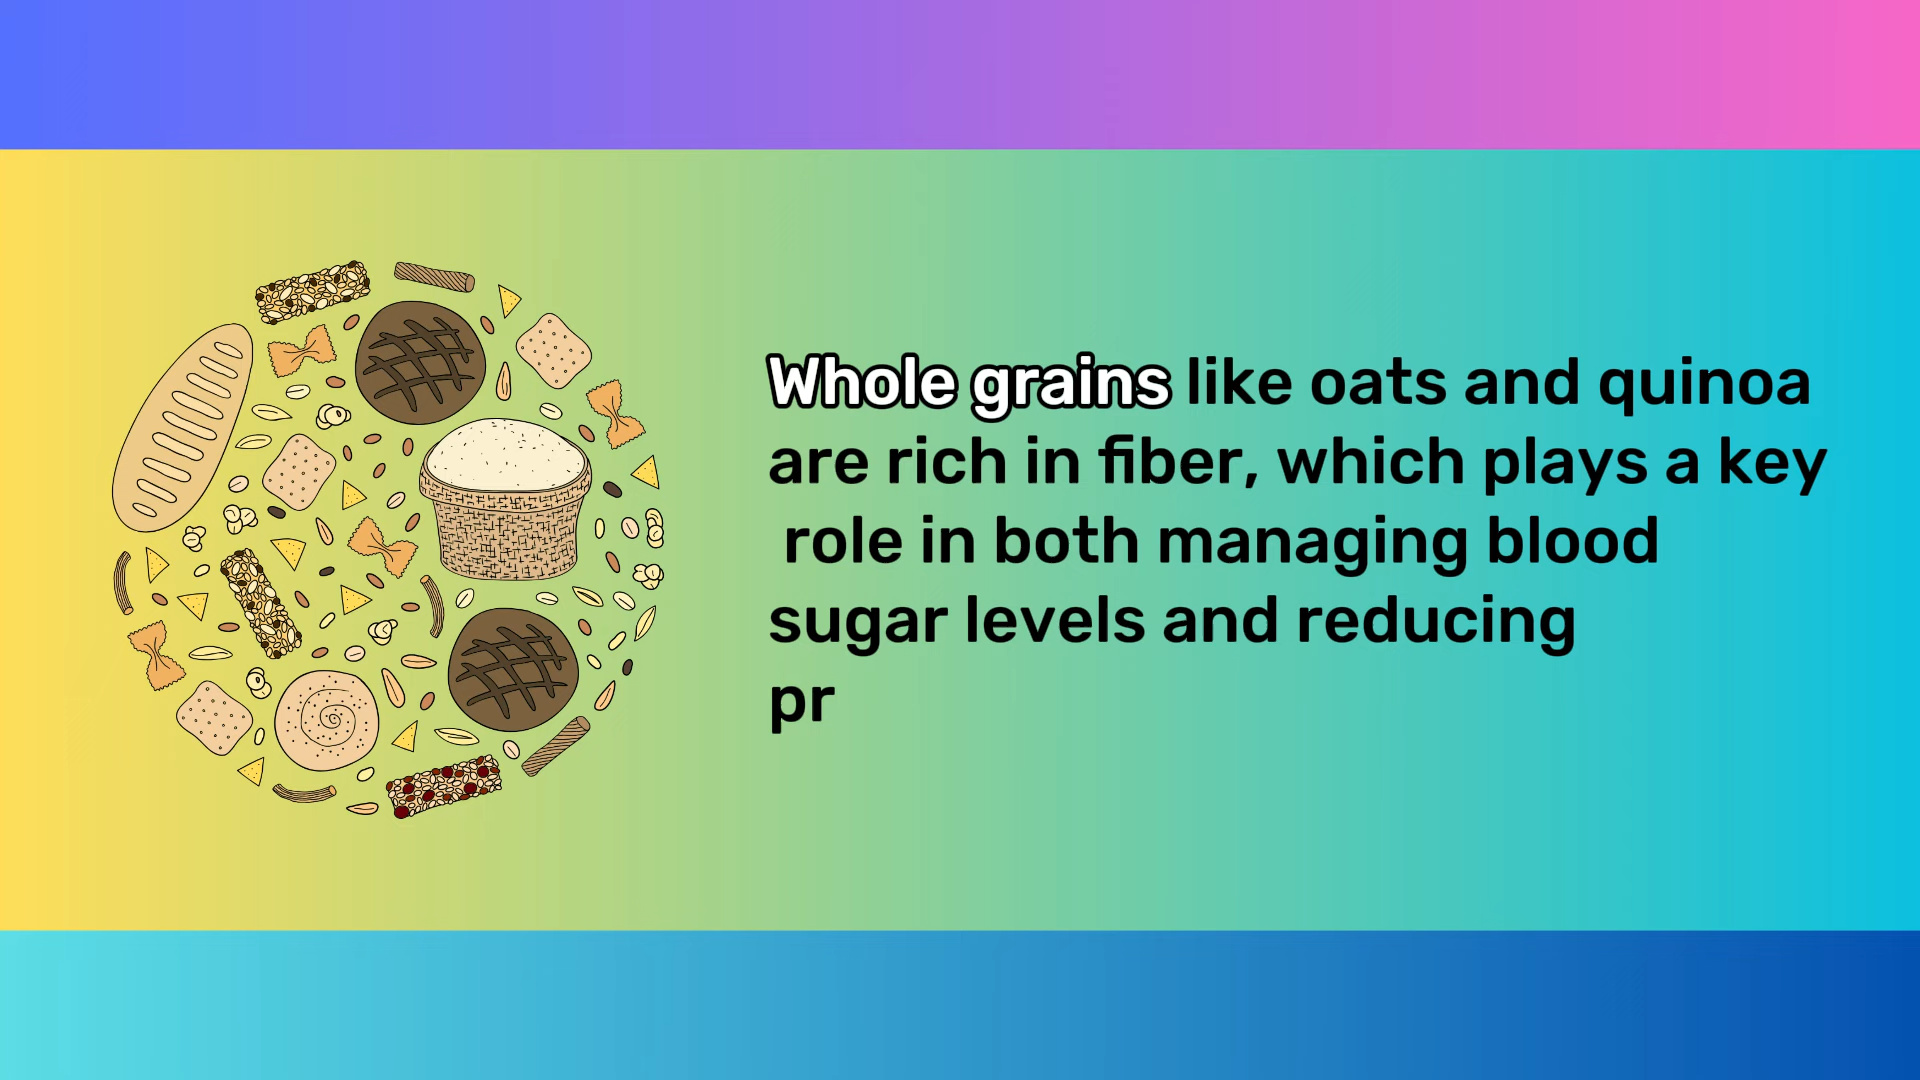 Whole grains like oats and quinoa
are rich in fiber, which plays a key
role in both managing blood
sugar levels and reducing
pr